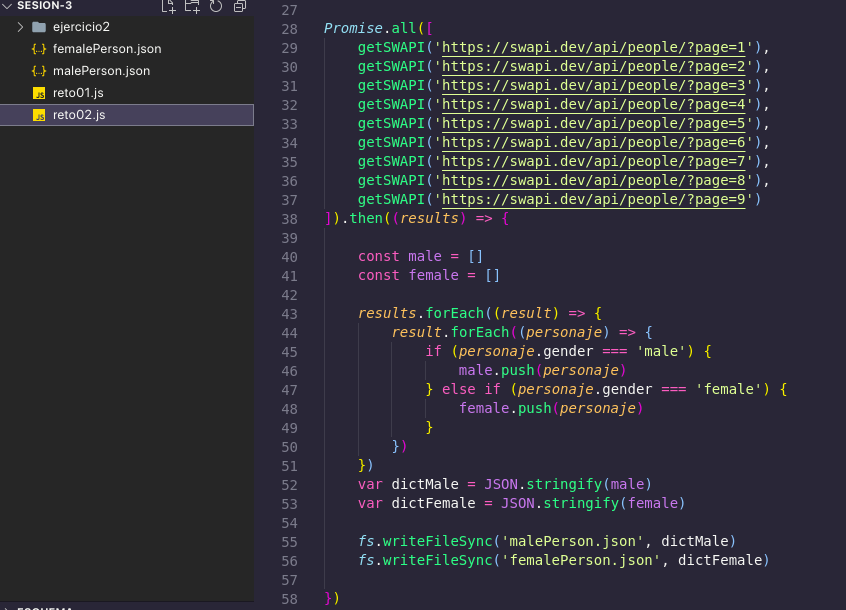 SESION-3
ejercicio2
{..} femalePerson.json
{..} malePerson.json
JS reto01.js
JS reto02.js
27
28 Promise.all([
29     getSWAPI('https://swapi.dev/api/people/?page=1'),
30     getSWAPI('https://swapi.dev/api/people/?page=2'),
31     getSWAPI('https://swapi.dev/api/people/?page=3'),
32     getSWAPI('https://swapi.dev/api/people/?page=4'),
33     getSWAPI('https://swapi.dev/api/people/?page=5'),
34     getSWAPI('https://swapi.dev/api/people/?page=6'),
35     getSWAPI('https://swapi.dev/api/people/?page=7'),
36     getSWAPI('https://swapi.dev/api/people/?page=8'),
37     getSWAPI('https://swapi.dev/api/people/?page=9')
38 ]).then((results) => {
39
40     const male = []
41     const female = []
42
43     results.forEach((result) => {
44         result.forEach((personaje) => {
45             if (personaje.gender === 'male') {
46                 male.push(personaje)
47             } else if (personaje.gender === 'female') {
48                 female.push(personaje)
49             }
50         })
51     })
52     var dictMale = JSON.stringify(male)
53     var dictFemale = JSON.stringify(female)
54
55     fs.writeFileSync('malePerson.json', dictMale)
56     fs.writeFileSync('femalePerson.json', dictFemale)
57
58 })
ESQUEMA